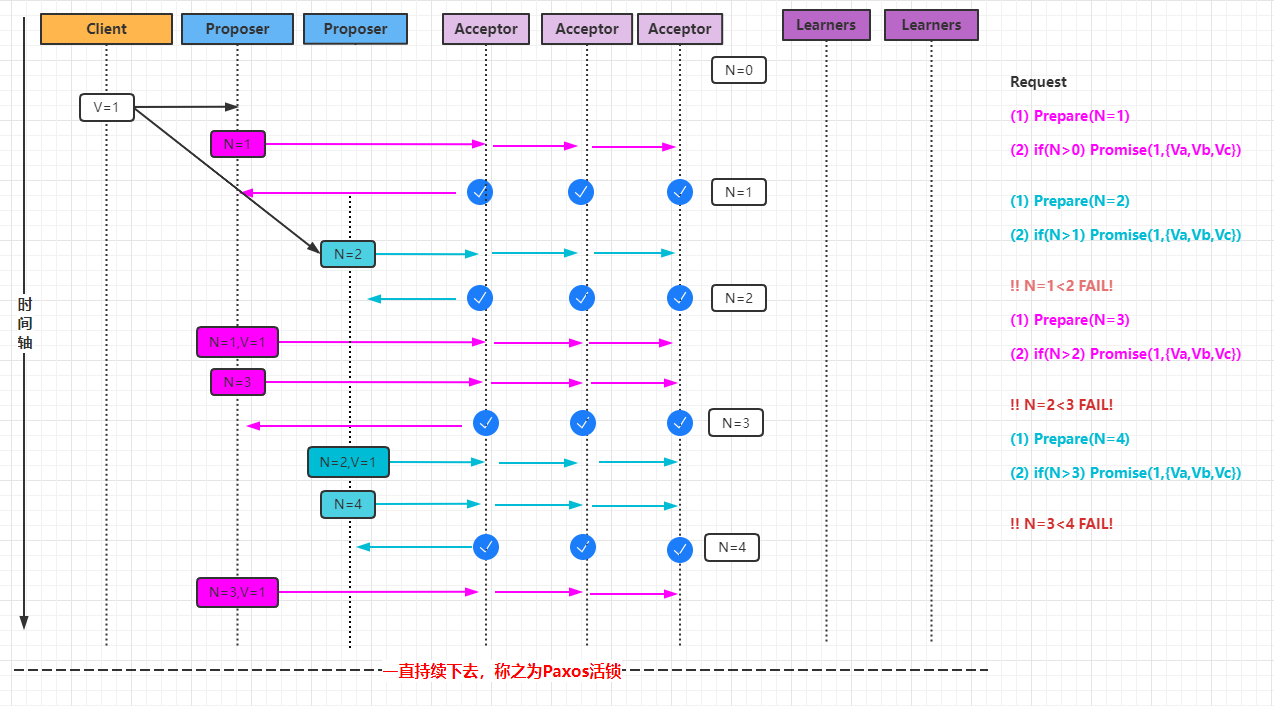 Client
Proposer
Proposer
Acceptor
Acceptor
Acceptor
Learners
Learners
N=0
V=1
N=1
N=1
N=2
N=2
N=1,V=1
N=3
N=3
N=2,V=1
N=4
N=4
N=3,V=1
时间轴
Request
(1) Prepare(N=1)
(2) if(N>0) Promise(1,{Va,Vb,Vc})
(1) Prepare(N=2)
(2) if(N>1) Promise(1,{Va,Vb,Vc})
!! N=1<2 FAIL!
(1) Prepare(N=3)
(2) if(N>2) Promise(1,{Va,Vb,Vc})
!! N=2<3 FAIL!
(1) Prepare(N=4)
(2) if(N>3) Promise(1,{Va,Vb,Vc})
!! N=3<4 FAIL!
一直持续下去，称之为Paxos活锁